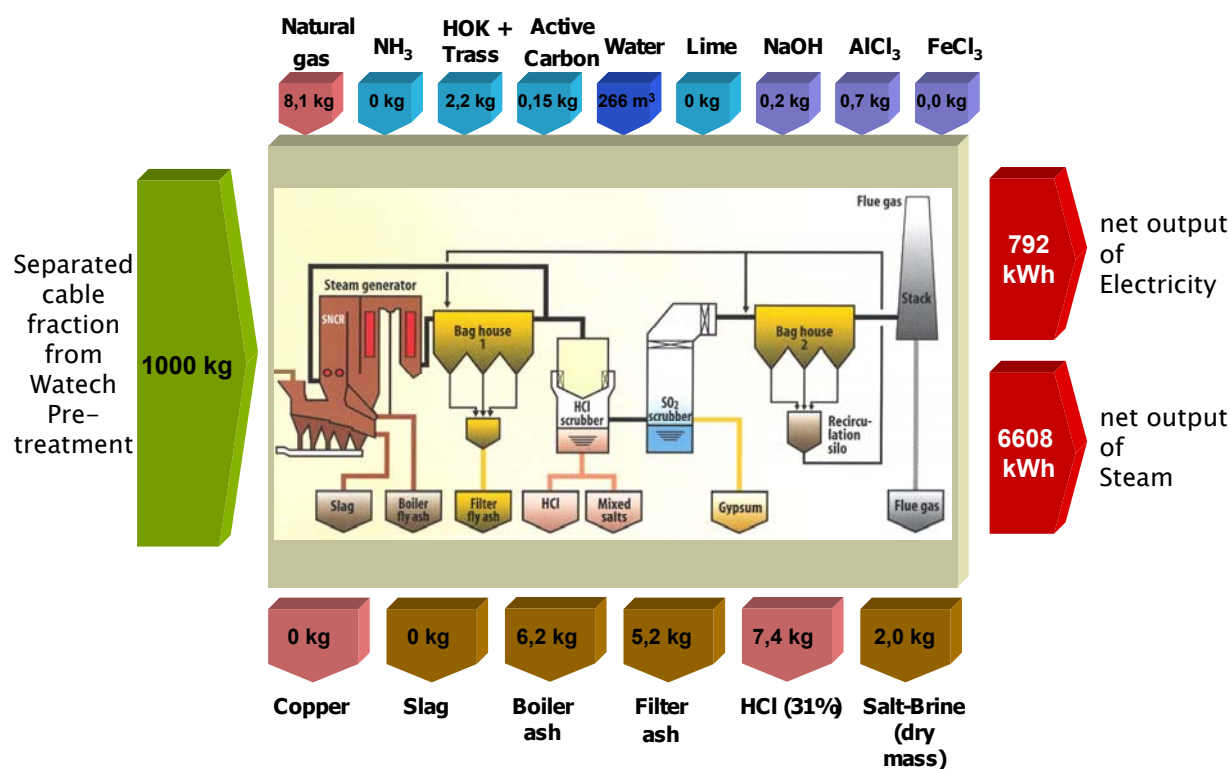 Natural
gas
NH₃
HOK +
Trass
Active
Carbon
Water
Lime
NaOH
AlCl₃
FeCl₃
8,1 kg
0 kg
2,2 kg
0,15 kg
266 m³
0 kg
0,2 kg
0,7 kg
0,0 kg
Separated
cable
fraction
from
Watech
Pre-
treatment
1000 kg
Flue gas
Steam generator
SNCR
Bag house
1
HCl
scrubber
SO₂
scrubber
Bag house
2
Recircu-
lation
silo
Stack
Slag
Boiler
fly ash
Filter
fly ash
HCl
Mixed
salts
Gypsum
Flue gas
792
kWh
net output
of
Electricity
6608
kWh
net output
of
Steam
0 kg
0 kg
6,2 kg
5,2 kg
7,4 kg
2,0 kg
Copper
Slag
Boiler
ash
Filter
ash
HCl (31%)
Salt-Brine
(dry
mass)